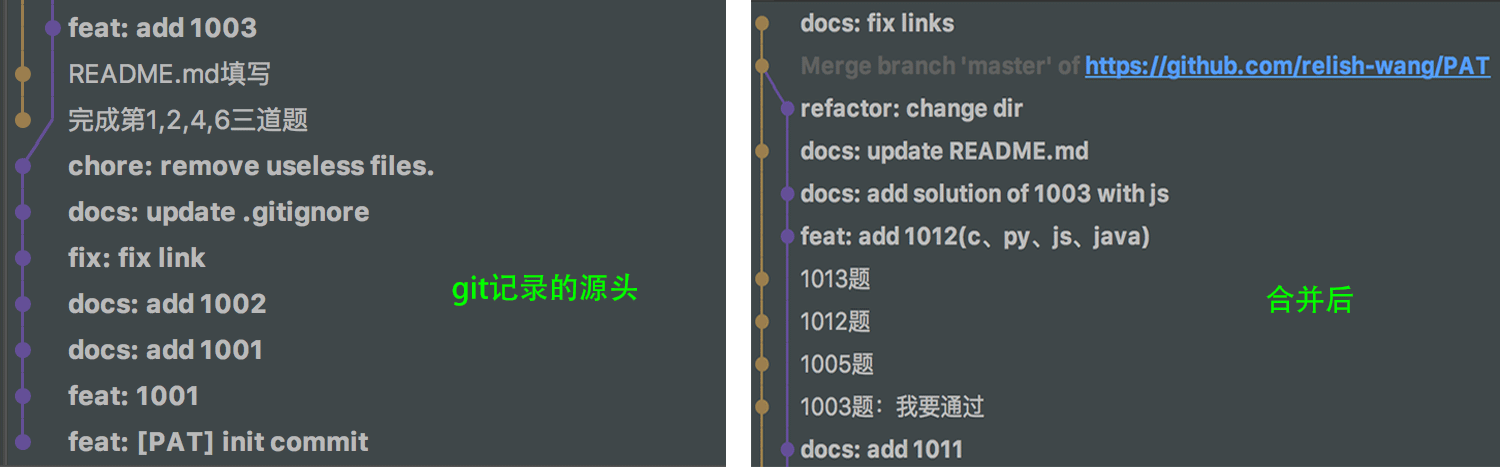 feat: add 1003
README.md填写
完成第1,2,4,6三道题
chore: remove useless files.
docs: update .gitignore
fix: fix link
docs: add 1002
docs: add 1001
feat: 1001
feat: [PAT] init commit
git记录的源头
docs: fix links
Merge branch 'master' of https://github.com/relish-wang/PAT
refactor: change dir
docs: update README.md
docs: add solution of 1003 with js
feat: add 1012(c、py、js、java)
1013题
1012题
1005题
1003题：我要通过
docs: add 1011
合并后